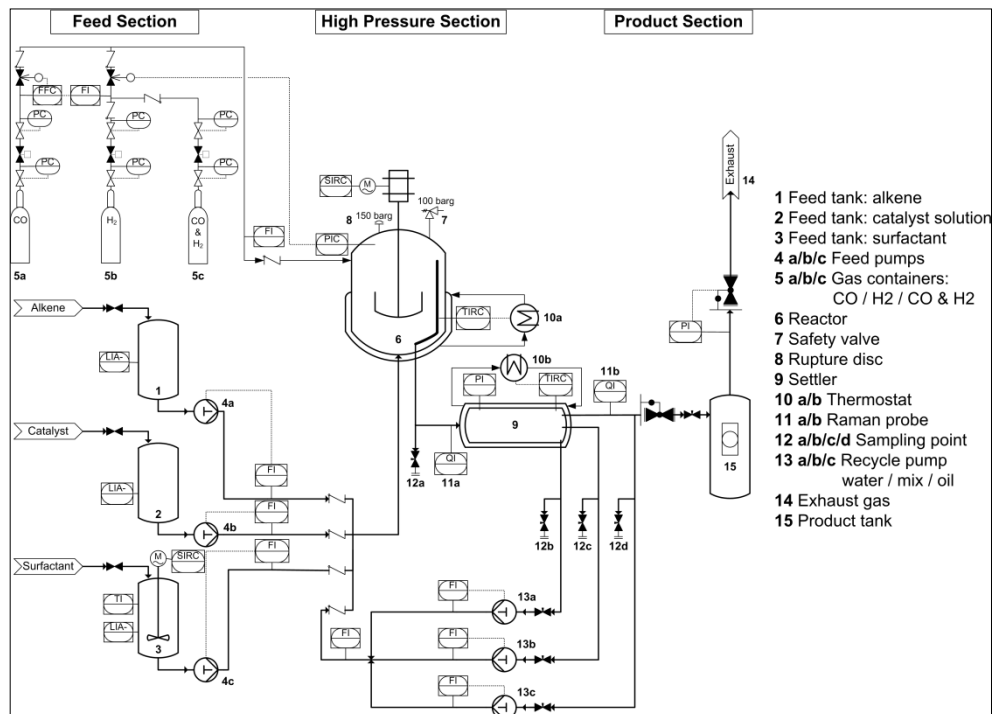 Feed Section
High Pressure Section
Product Section
FFC
FI
PC
PC
PC
PC
PC
PC
CO
H2
CO
&
H2
5a
5b
5c
SIRC
M
150 barg
100 barg
8
7
FI
PIC
TIRC
10a
6
Exhaust
14
PI
Alkene
LIA-
1
4a
10b
PI
TIRC
11b
QI
9
QI
12a
11a
15
Catalyst
LIA-
2
FI
FI
4b
FI
12b
12c
12d
Surfactant
M
SIRC
TI
LIA-
3
4c
FI
13a
FI
FI
13b
FI
13c
1 Feed tank: alkene
2 Feed tank: catalyst solution
3 Feed tank: surfactant
4 a/b/c Feed pumps
5 a/b/c Gas containers:
CO / H2 / CO & H2
6 Reactor
7 Safety valve
8 Rupture disc
9 Settler
10 a/b Thermostat
11 a/b Raman probe
12 a/b/c/d Sampling point
13 a/b/c Recycle pump
water / mix / oil
14 Exhaust gas
15 Product tank